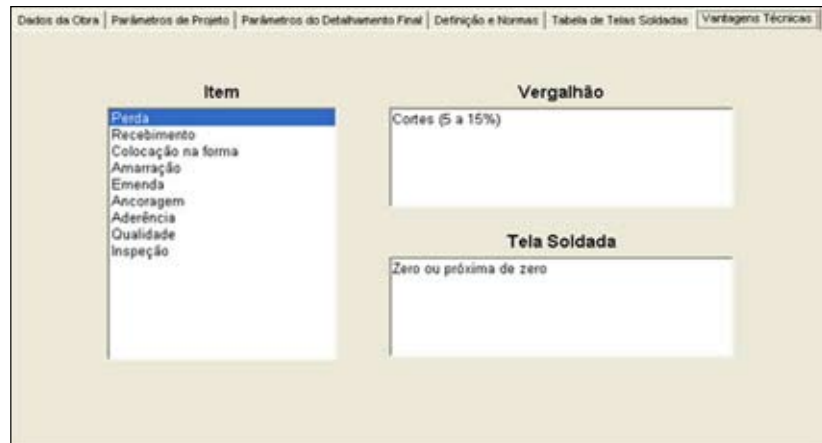 Dados da Obra Parâmetros de Projeto Parâmetros do Detalhamento Final Definição e Normas Tabela de Telas Soldadas Vantagens Técnicas
Item
Perda
Recebimento
Colocação na forma
Amarração
Emenda
Ancoragem
Aderência
Qualidade
Inspeção
Vergalhão
Cortes (5 a 15%)
Tela Soldada
Zero ou próxima de zero